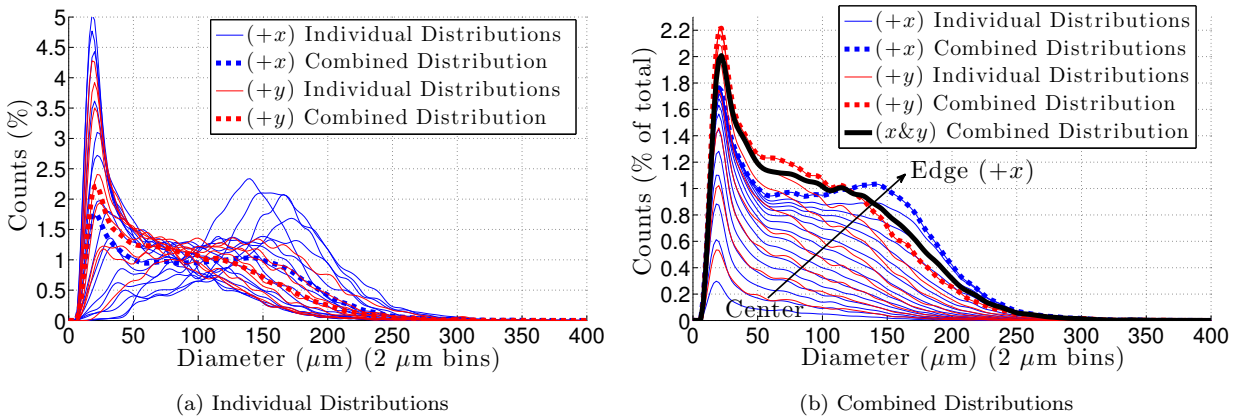 5
4.5
4
3.5
3
2.5
2
1.5
1
0.5
0
0 50 100 150 200 250 300 350 400
Counts (%)
Diameter (μm) (2 μm bins)
(+x) Individual Distributions
(+x) Combined Distribution
(+y) Individual Distributions
(+y) Combined Distribution
(a) Individual Distributions
2.2
2
1.8
1.6
1.4
1.2
1
0.8
0.6
0.4
0.2
0
0 50 100 150 200 250 300 350 400
Counts (% of total)
Diameter (μm) (2 μm bins)
(+x) Individual Distributions
(+x) Combined Distributions
(+y) Individual Distributions
(+y) Combined Distribution
(x&y) Combined Distribution
Edge (+x)
Center
(b) Combined Distributions